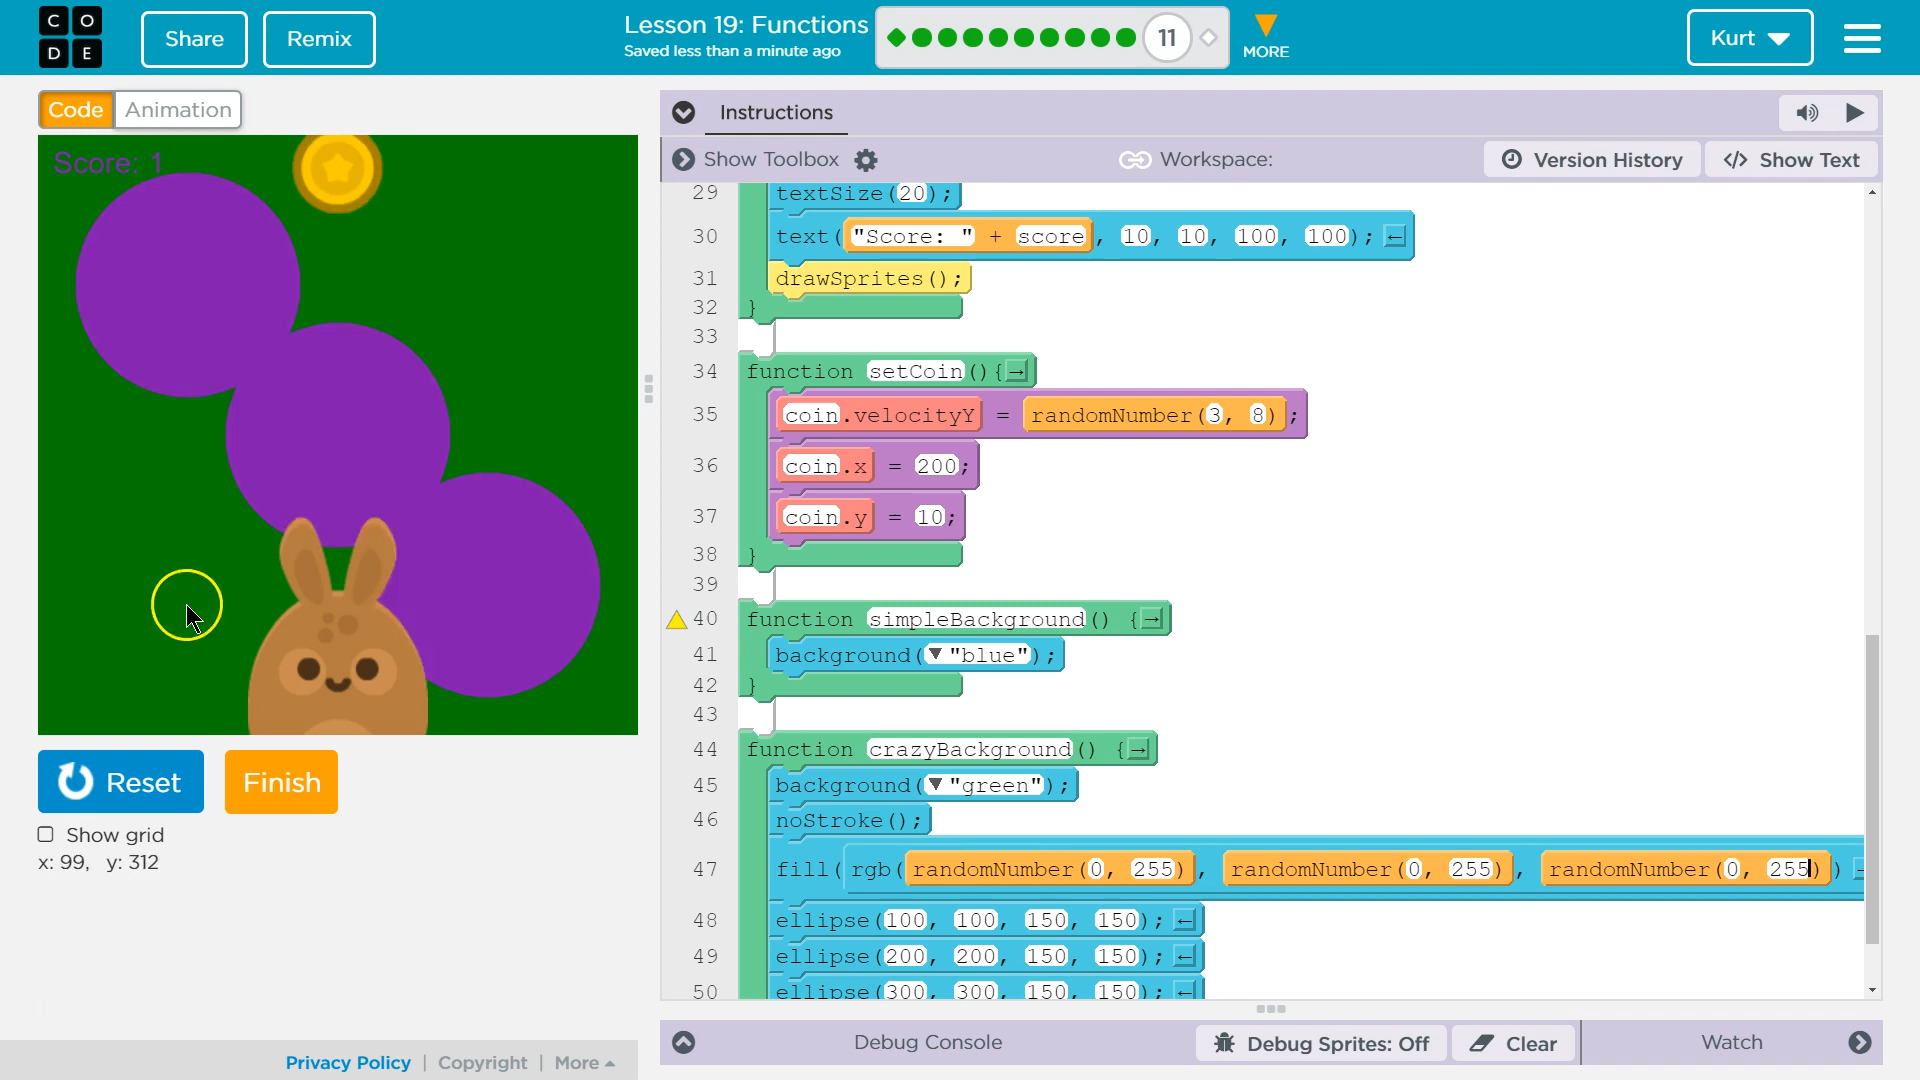 C O D E
Share
Remix
Lesson 19: Functions
Saved less than a minute ago
11
MORE
Kurt
Code
Animation
Instructions
Show Toolbox
Workspace:
Version History
</> Show Text
Score: 1
29 textSize(20);
30 text("Score: " + score, 10, 10, 100, 100);
31 drawSprites();
32 }
33
34 function setCoin(){
35 coin.velocityY = randomNumber(3, 8);
36 coin.x = 200;
37 coin.y = 10;
38 }
39
40 function simpleBackground() {
41 background("blue");
42 }
43
44 function crazyBackground() {
45 background("green");
46 noStroke();
47 fill(rgb(randomNumber(0, 255), randomNumber(0, 255), randomNumber(0, 255))
48 ellipse(100, 100, 150, 150);
49 ellipse(200, 200, 150, 150);
50 ellipse(300, 300, 150, 150);
Reset
Finish
Show grid
x: 99, y: 312
Debug Console
Debug Sprites: Off
Clear
Watch
Privacy Policy | Copyright | More